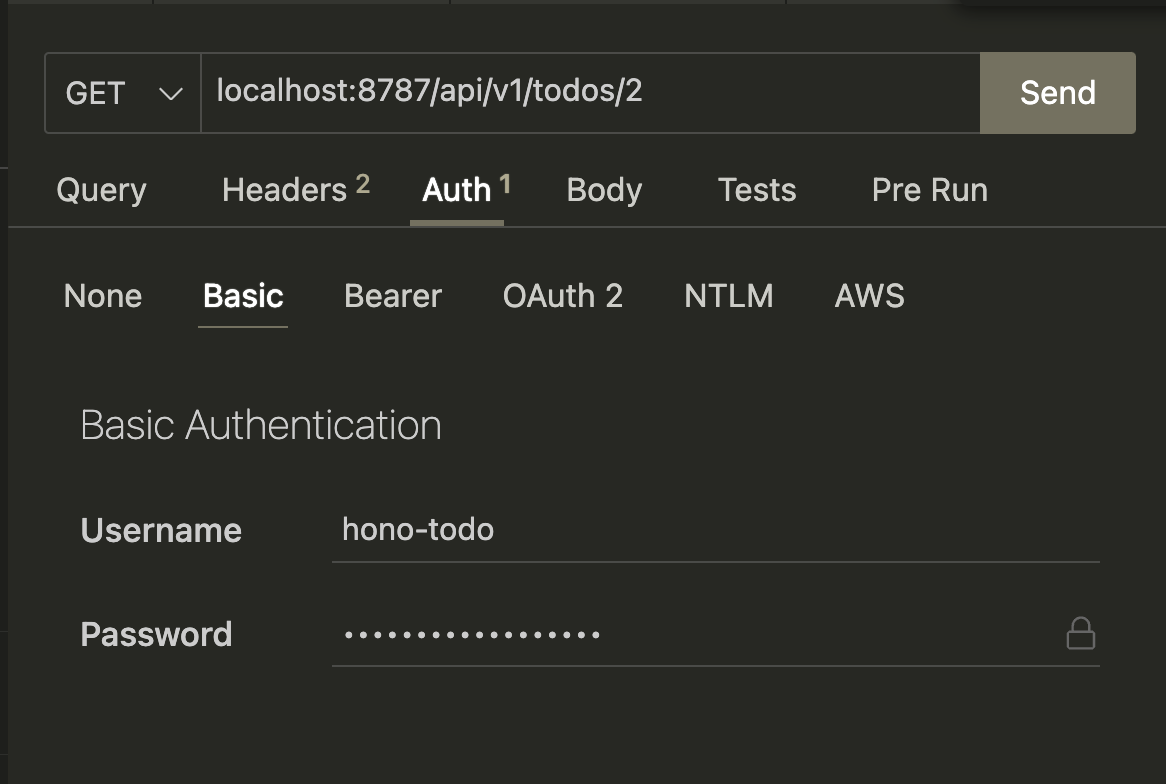 GET localhost:8787/api/v1/todos/2 Send
Query Headers 2 Auth 1 Body Tests Pre Run
None Basic Bearer OAuth 2 NTLM AWS
Basic Authentication
Username hono-todo
Password ••••••••••••••••••